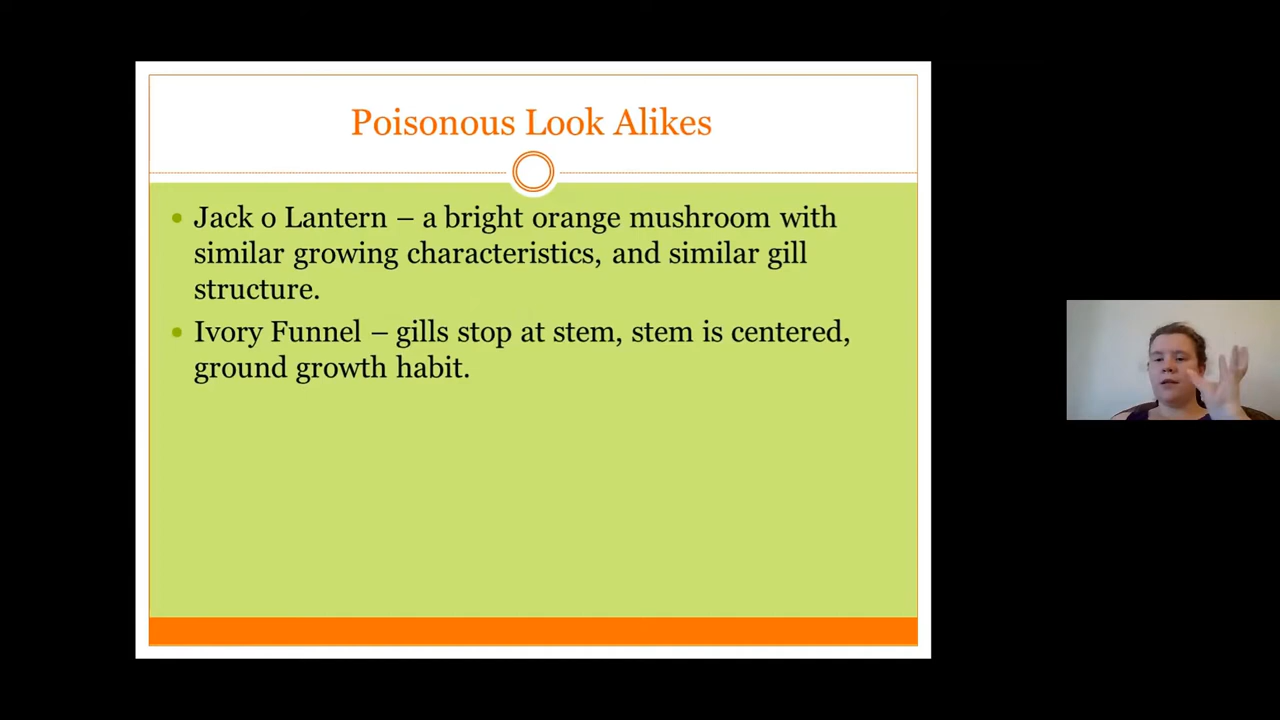 Poisonous Look Alikes
• Jack o Lantern – a bright orange mushroom with
similar growing characteristics, and similar gill
structure.
• Ivory Funnel – gills stop at stem, stem is centered,
ground growth habit.